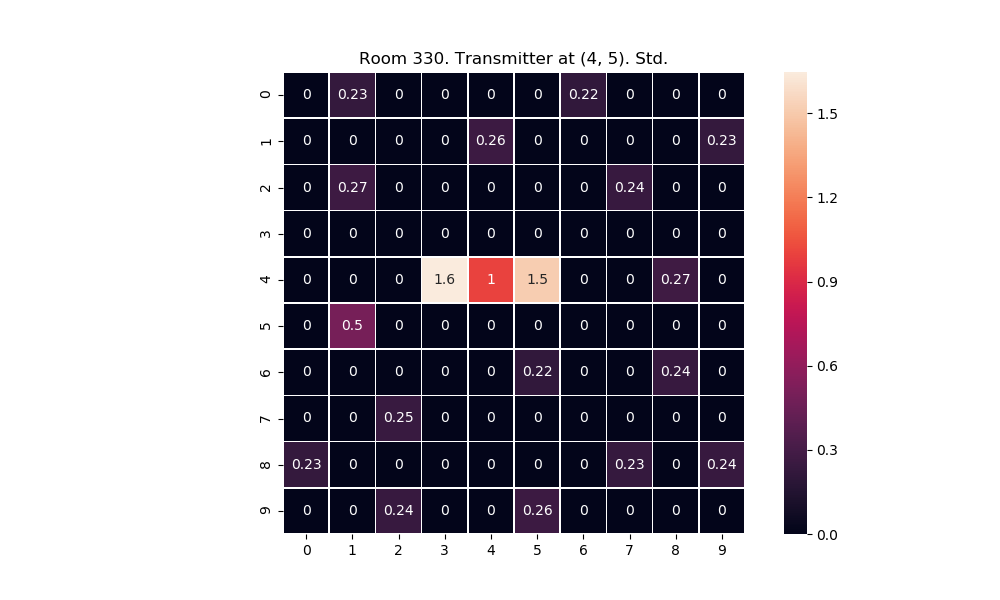 Room 330. Transmitter at (4, 5). Std.
0 0 0.23 0 0 0 0 0.22 0 0 0
1 0 0 0 0 0.26 0 0 0 0 0.23
2 0 0.27 0 0 0 0 0 0.24 0 0
3 0 0 0 0 0 0 0 0 0 0
4 0 0 0 1.6 1 1.5 0 0 0.27 0
5 0 0.5 0 0 0 0 0 0 0 0
6 0 0 0 0 0 0.22 0 0 0.24 0
7 0 0 0.25 0 0 0 0 0 0 0
8 0.23 0 0 0 0 0 0 0.23 0 0.24
9 0 0 0.24 0 0 0.26 0 0 0 0
0 1 2 3 4 5 6 7 8 9
1.5
1.2
0.9
0.6
0.3
0.0